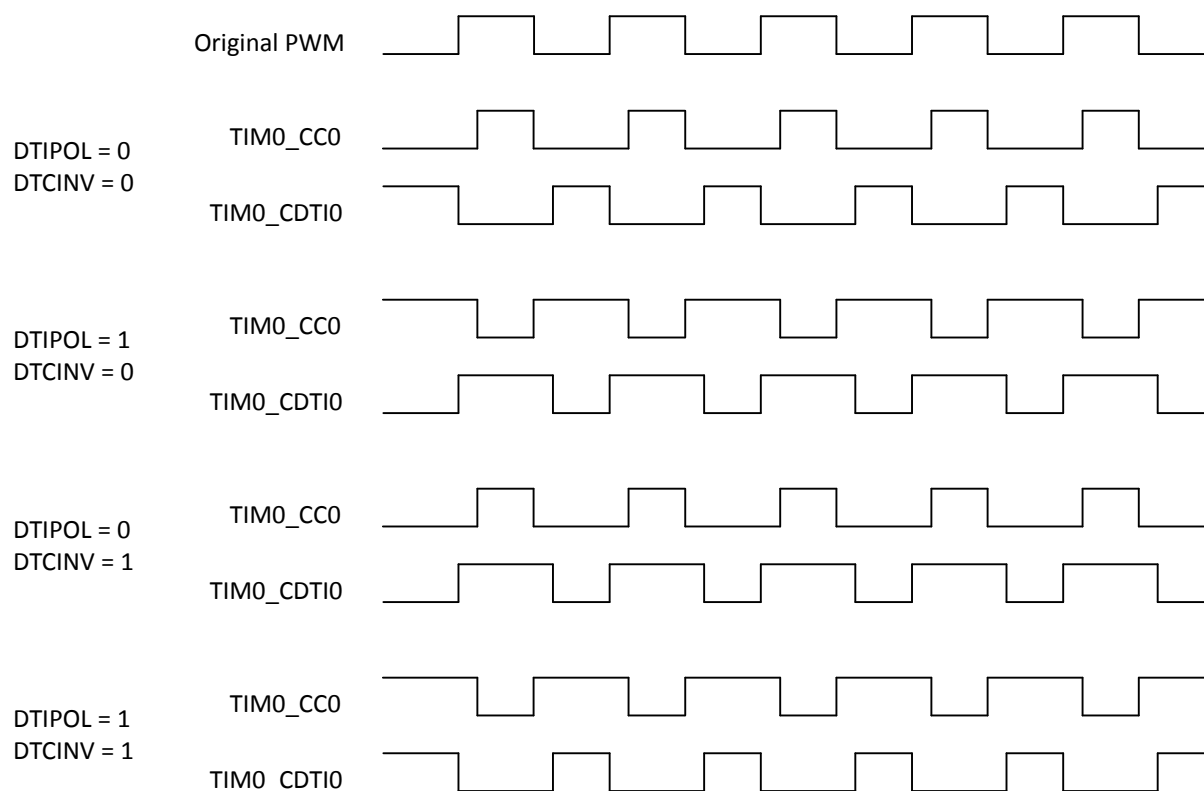 Original PWM
DTIPOL = 0
DTCINV = 0
TIM0_CC0
TIM0_CDTI0
DTIPOL = 1
DTCINV = 0
TIM0_CC0
TIM0_CDTI0
DTIPOL = 0
DTCINV = 1
TIM0_CC0
TIM0_CDTI0
DTIPOL = 1
DTCINV = 1
TIM0_CC0
TIM0_CDTI0